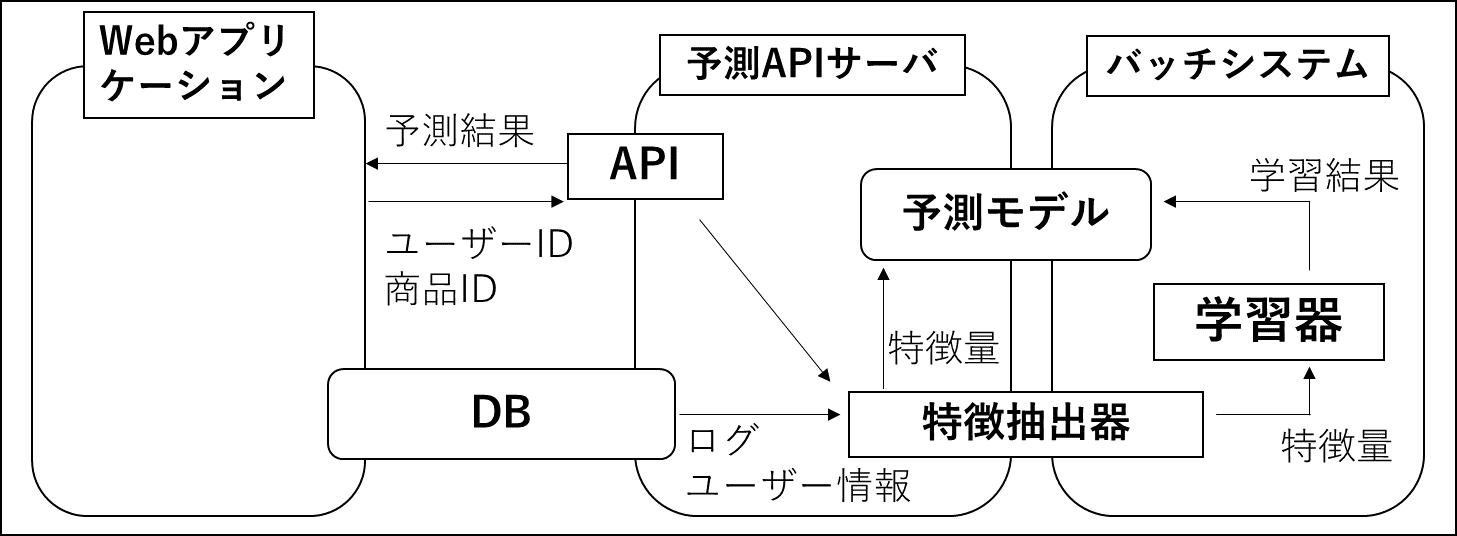 Webアプリ
ケーション
予測APIサーバ
バッチシステム
予測結果
API
ユーザーID
商品ID
予測モデル
学習結果
学習器
特徴量
DB
ログ
ユーザー情報
特徴抽出器
特徴量